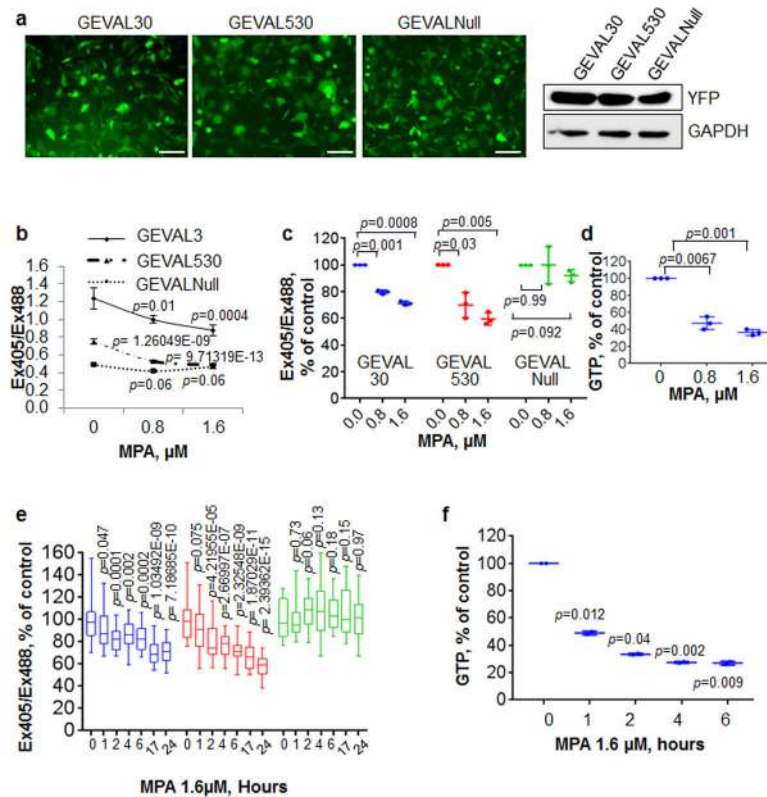 a
GEVAL30 GEVAL530 GEVALNull
GEVAL30
GEVAL530
GEVALNull
YFP
GAPDH
b
GEVAL3
GEVAL530
GEVALNull
Ex405/Ex488
1.6
1.4
1.2
1.0
0.8
0.6
0.4
0.2
0.0
p=0.01
p=0.0004
p= 1.26049E-09
p= 9.71319E-13
p=0.06
p=0.06
0 0.8 1.6
MPA, µM
c
Ex405/Ex488,
% of control
120
100
80
60
40
20
0
p=0.0008
p=0.001
p=0.005
p=0.03
p=0.99
p=0.092
GEVAL
30
GEVAL
530
GEVAL
Null
0.0 0.8 1.6 0.0 0.8 1.6 0.0 0.8 1.6
MPA, µM
d
GTP, % of control
120
100
80
60
40
20
0
p=0.001
p=0.0067
0 0.8 1.6
MPA, µM
e
Ex405/Ex488, % of control
160
140
120
100
80
60
40
20
0
p=0.047
p=0.0001
p=0.002
p=0.0002
p= 1.03492E-09
p= 7.18685E-10
p=0.075
p=4.21955E-05
p=2.66997E-07
p=2.32548E-09
p= 1.87029E-11
p= 2.39362E-15
p=0.73
p=0.06
p=0.13
p=0.18
p=0.15
p=0.97
0 1 2 4 6 17 24 0 1 2 4 6 17 24 0 1 2 4 6 17 24
MPA 1.6µM, Hours
f
GTP, % of control
120
100
80
60
40
20
0
p=0.012
p=0.04
p=0.002
p=0.009
0 1 2 4 6
MPA 1.6 µM, hours